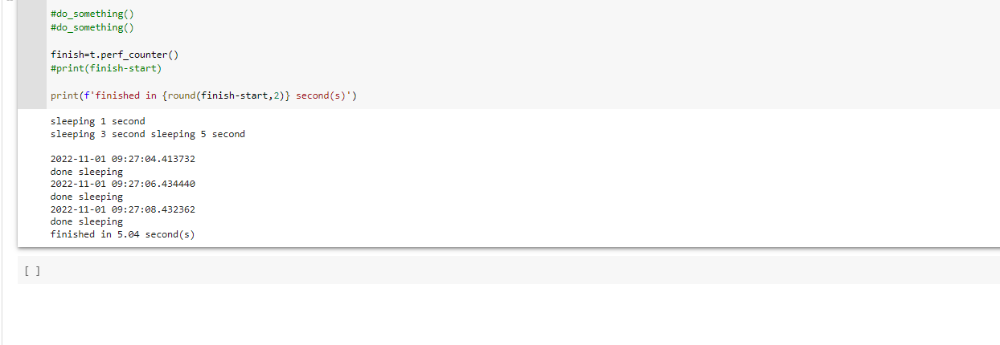 #do_something()
#do_something()
finish=t.perf_counter()
#print(finish-start)
print(f'finished in {round(finish-start,2)} second(s)')
sleeping 1 second
sleeping 3 second sleeping 5 second
2022-11-01 09:27:04.413732
done sleeping
2022-11-01 09:27:06.434440
done sleeping
2022-11-01 09:27:08.432362
done sleeping
finished in 5.04 second(s)
[ ]